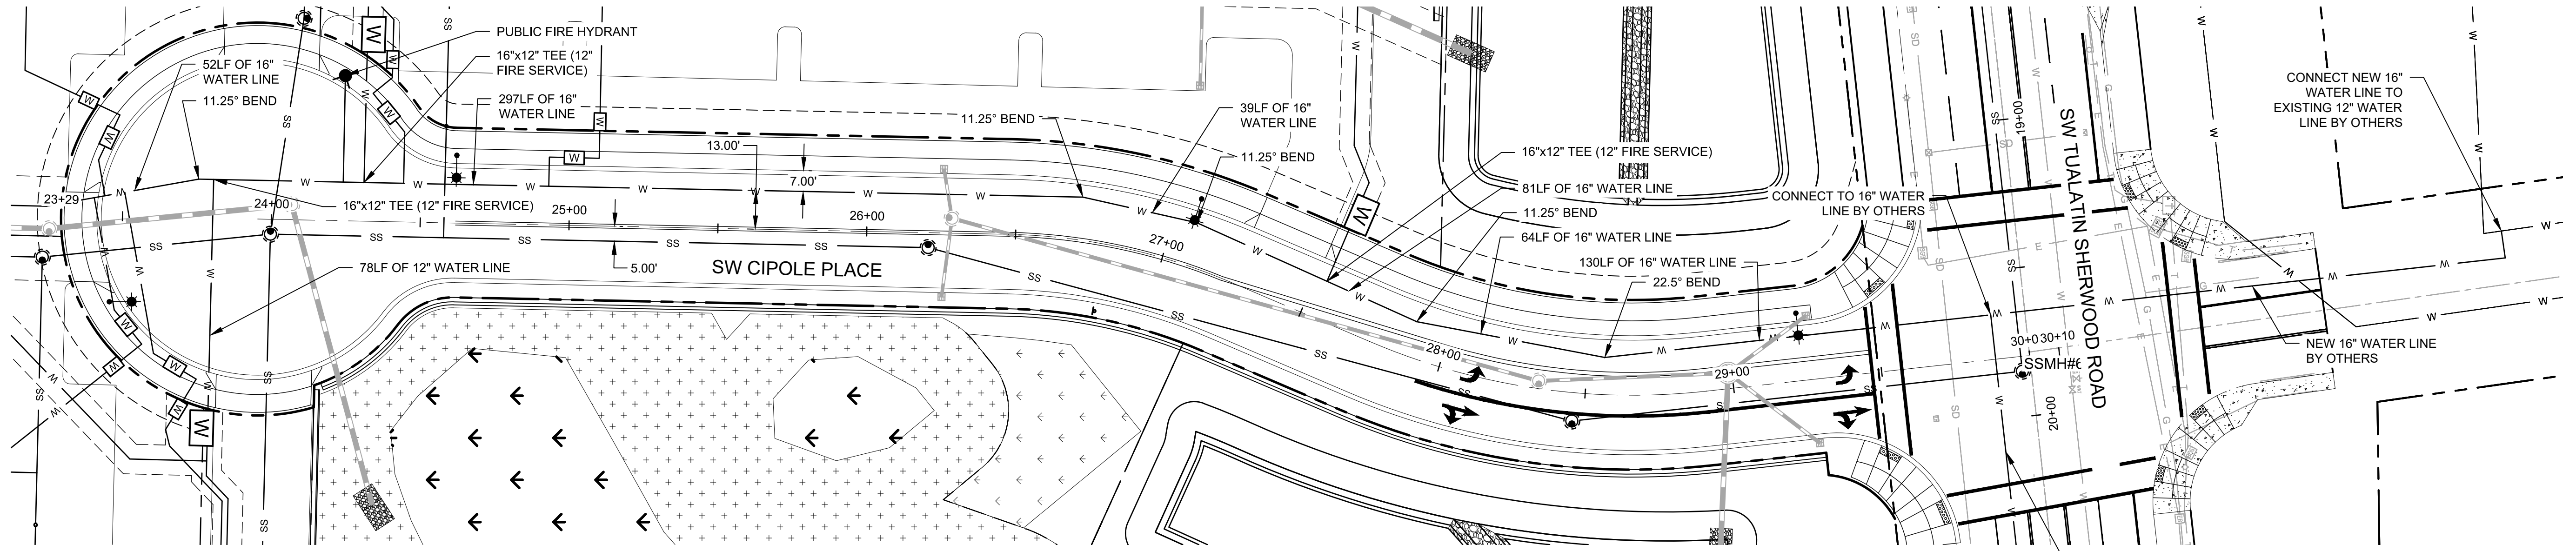 PUBLIC FIRE HYDRANT
16"x12" TEE (12"
FIRE SERVICE)
52LF OF 16"
WATER LINE
11.25° BEND
297LF OF 16"
WATER LINE
11.25° BEND
39LF OF 16"
WATER LINE
11.25° BEND
13.00'
7.00'
16"x12" TEE (12" FIRE SERVICE)
81LF OF 16" WATER LINE
CONNECT TO 16" WATER
LINE BY OTHERS
11.25° BEND
64LF OF 16" WATER LINE
130LF OF 16" WATER LINE
22.5° BEND
CONNECT NEW 16"
WATER LINE TO
EXISTING 12" WATER
LINE BY OTHERS
23+29
24+00
16"x12" TEE (12" FIRE SERVICE)
25+00
26+00
27+00
28+00
29+00
30+00
30+10
SSMH#6
19+00
20+00
78LF OF 12" WATER LINE
5.00'
SW CIPOLE PLACE
SW TUALATIN SHERWOOD ROAD
NEW 16" WATER LINE
BY OTHERS
W
SS
SD
G
E
T